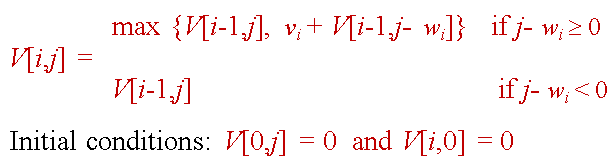 max {V[i-1,j], vᵢ + V[i-1,j- wᵢ]} if j- wᵢ ≥ 0
V[i,j] =
V[i-1,j] if j- wᵢ < 0
Initial conditions: V[0,j] = 0 and V[i,0] = 0